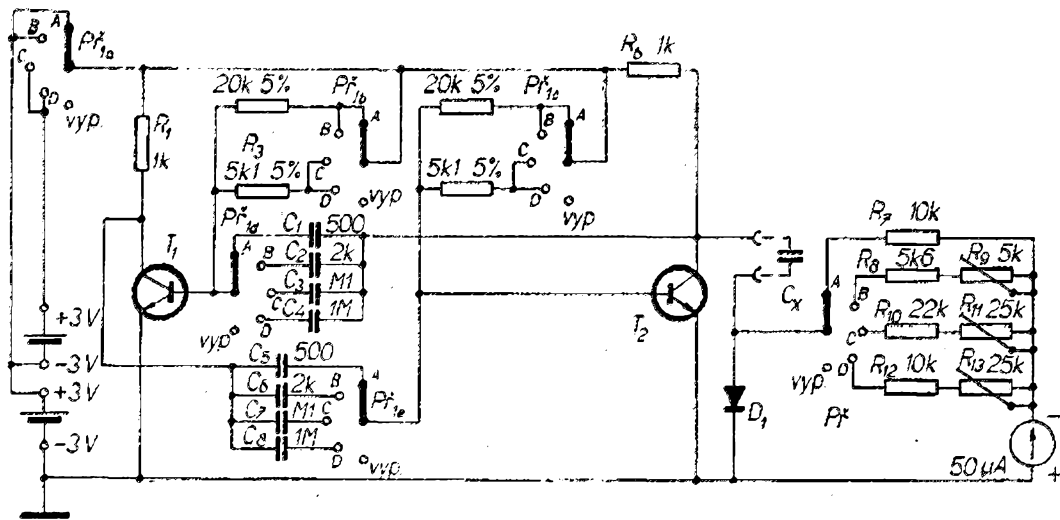 A
B
Př1a
C
D
vyp.
R1
1k
20k 5%
Př1b
A
B
R3
5k1 5%
C
D
vyp.
20k 5%
Př1c
A
B
5k1 5%
C
D
vyp.
R6 1k
T1
Př1d
A
B
C
D
vyp.
C1 500
C2 2k
C3 M1
C4 1M
C5 500
C6 2k
C7 M1
C8 1M
A
B
C
D
Př1e
vyp.
T2
Cx
D1
R7 10k
R8 5k6 R9 5k
R10 22k R11 25k
R12 10k R13 25k
A
B
C
D
vyp.
Př
+3V
-3V
+3V
-3V
50 µA
-
+